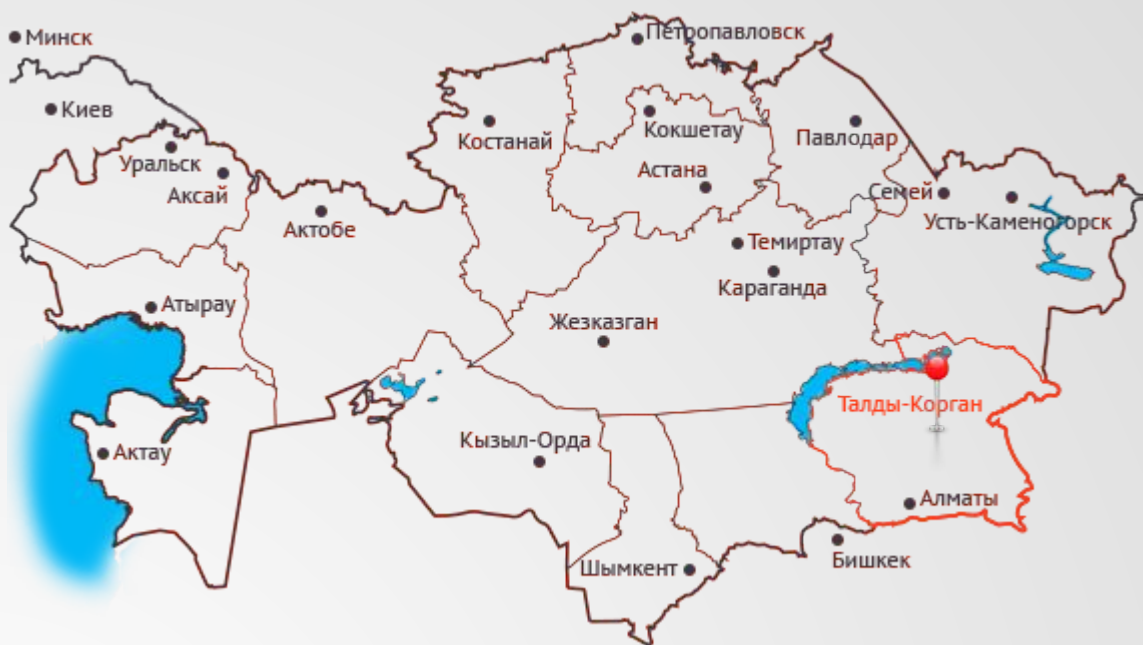 Минск
Петропавловск
Киев
Костанай
Кокшетау
Павлодар
Уральск
Аксай
Астана
Семей
Усть-Каменогорск
Актобе
Темиртау
Караганда
Атырау
Жезказган
Талды-Корган
Кызыл-Орда
Актау
Алматы
Бишкек
Шымкент